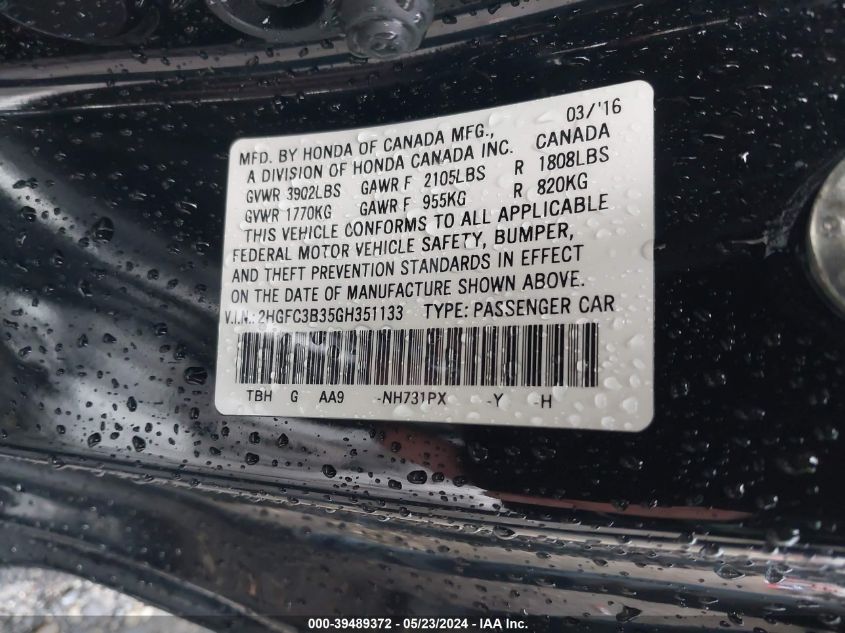 03/'16
MFD. BY HONDA OF CANADA MFG., CANADA
A DIVISION OF HONDA CANADA INC.
GVWR 3902LBS GAWR F 2105LBS R 1808LBS
GVWR 1770KG GAWR F 955KG R 820KG
THIS VEHICLE CONFORMS TO ALL APPLICABLE
FEDERAL MOTOR VEHICLE SAFETY, BUMPER,
AND THEFT PREVENTION STANDARDS IN EFFECT
ON THE DATE OF MANUFACTURE SHOWN ABOVE.
V.I.N.: 2HGFC3B35GH351133 TYPE: PASSENGER CAR
TBH G AA9 -NH731PX -Y -H
000-39489372 - 05/23/2024 - IAA Inc.